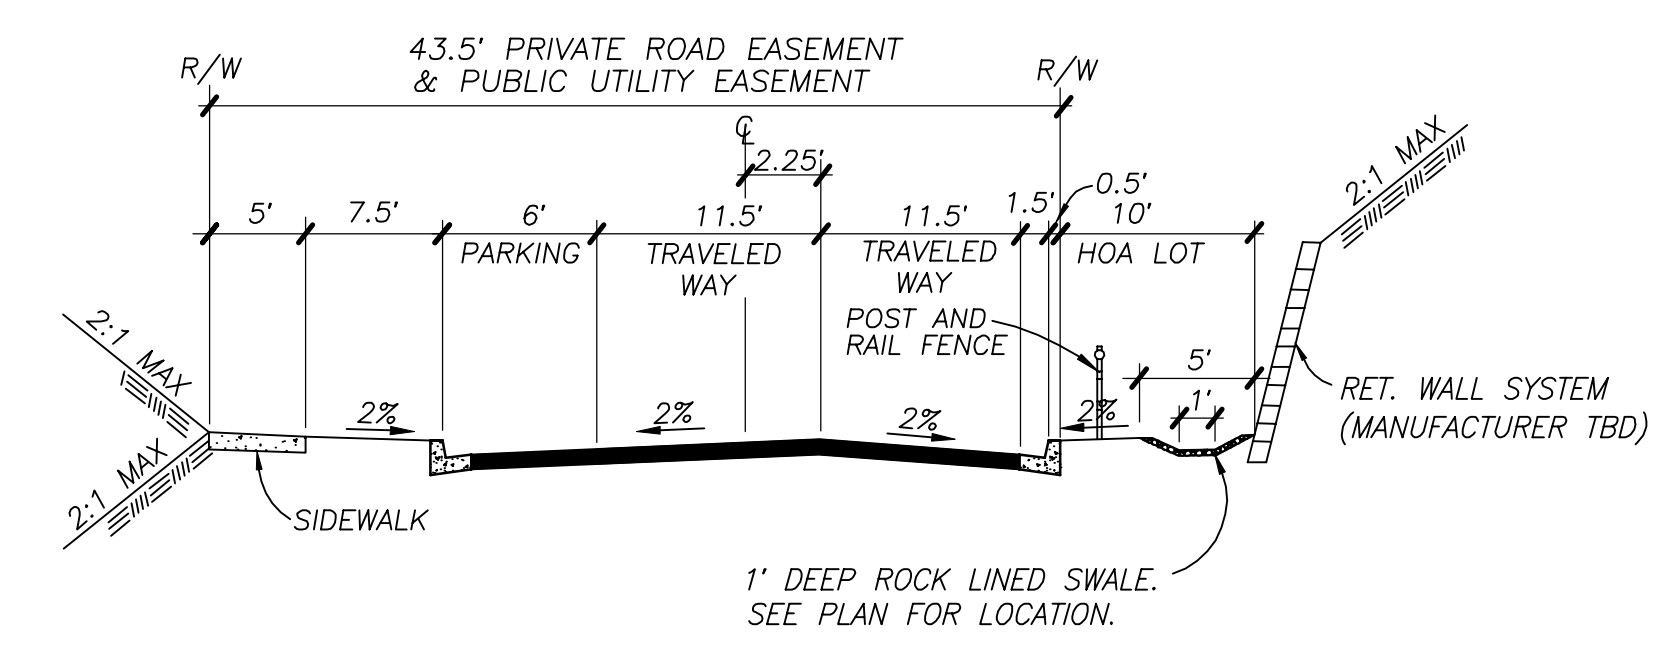 43.5' PRIVATE ROAD EASEMENT
& PUBLIC UTILITY EASEMENT
R/W
R/W
℄
2.25'
5'
7.5'
6'
11.5'
11.5'
1.5'
0.5'
10'
PARKING
TRAVELED
WAY
TRAVELED
WAY
HOA LOT
2:1 MAX
POST AND
RAIL FENCE
2:1 MAX
5'
1'
RET. WALL SYSTEM
(MANUFACTURER TBD)
2%
2%
2%
2%
2:1 MAX
SIDEWALK
1' DEEP ROCK LINED SWALE.
SEE PLAN FOR LOCATION.